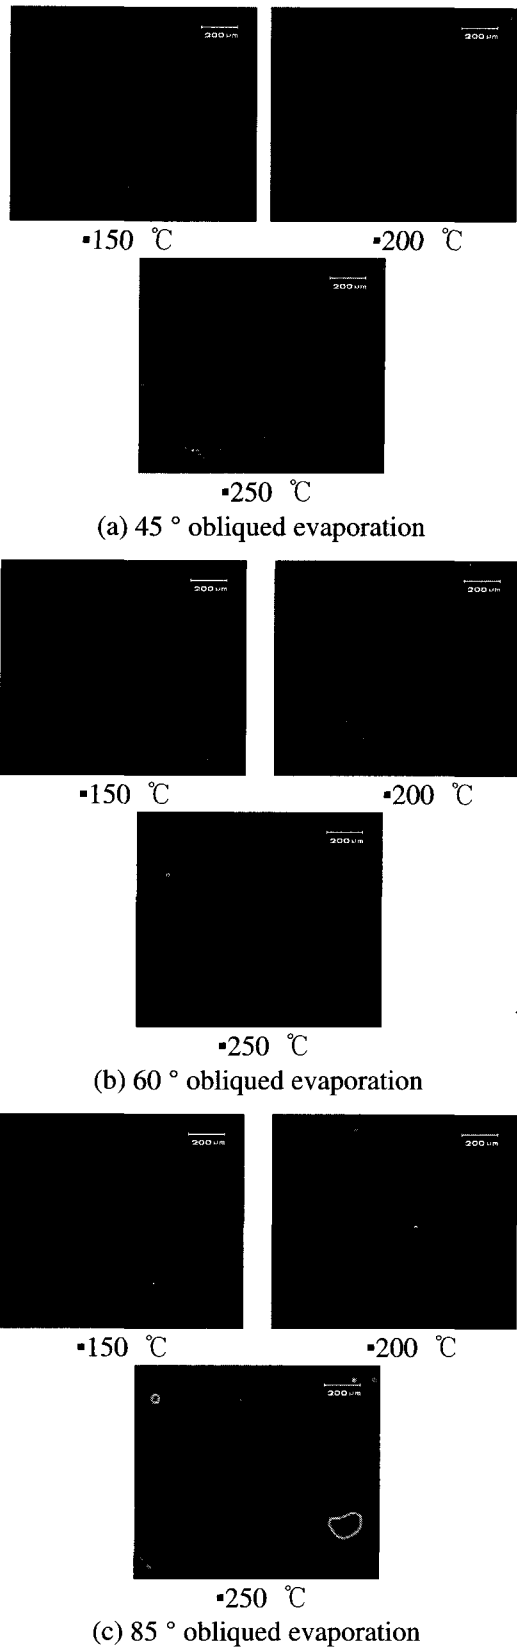 200 μm
200 μm
▪150 ℃
▪200 ℃
200 μm
▪250 ℃
(a) 45 ° obliqued evaporation
200 μm
200 μm
▪150 ℃
▪200 ℃
200 μm
▪250 ℃
(b) 60 ° obliqued evaporation
200 μm
200 μm
▪150 ℃
▪200 ℃
200 μm
▪250 ℃
(c) 85 ° obliqued evaporation